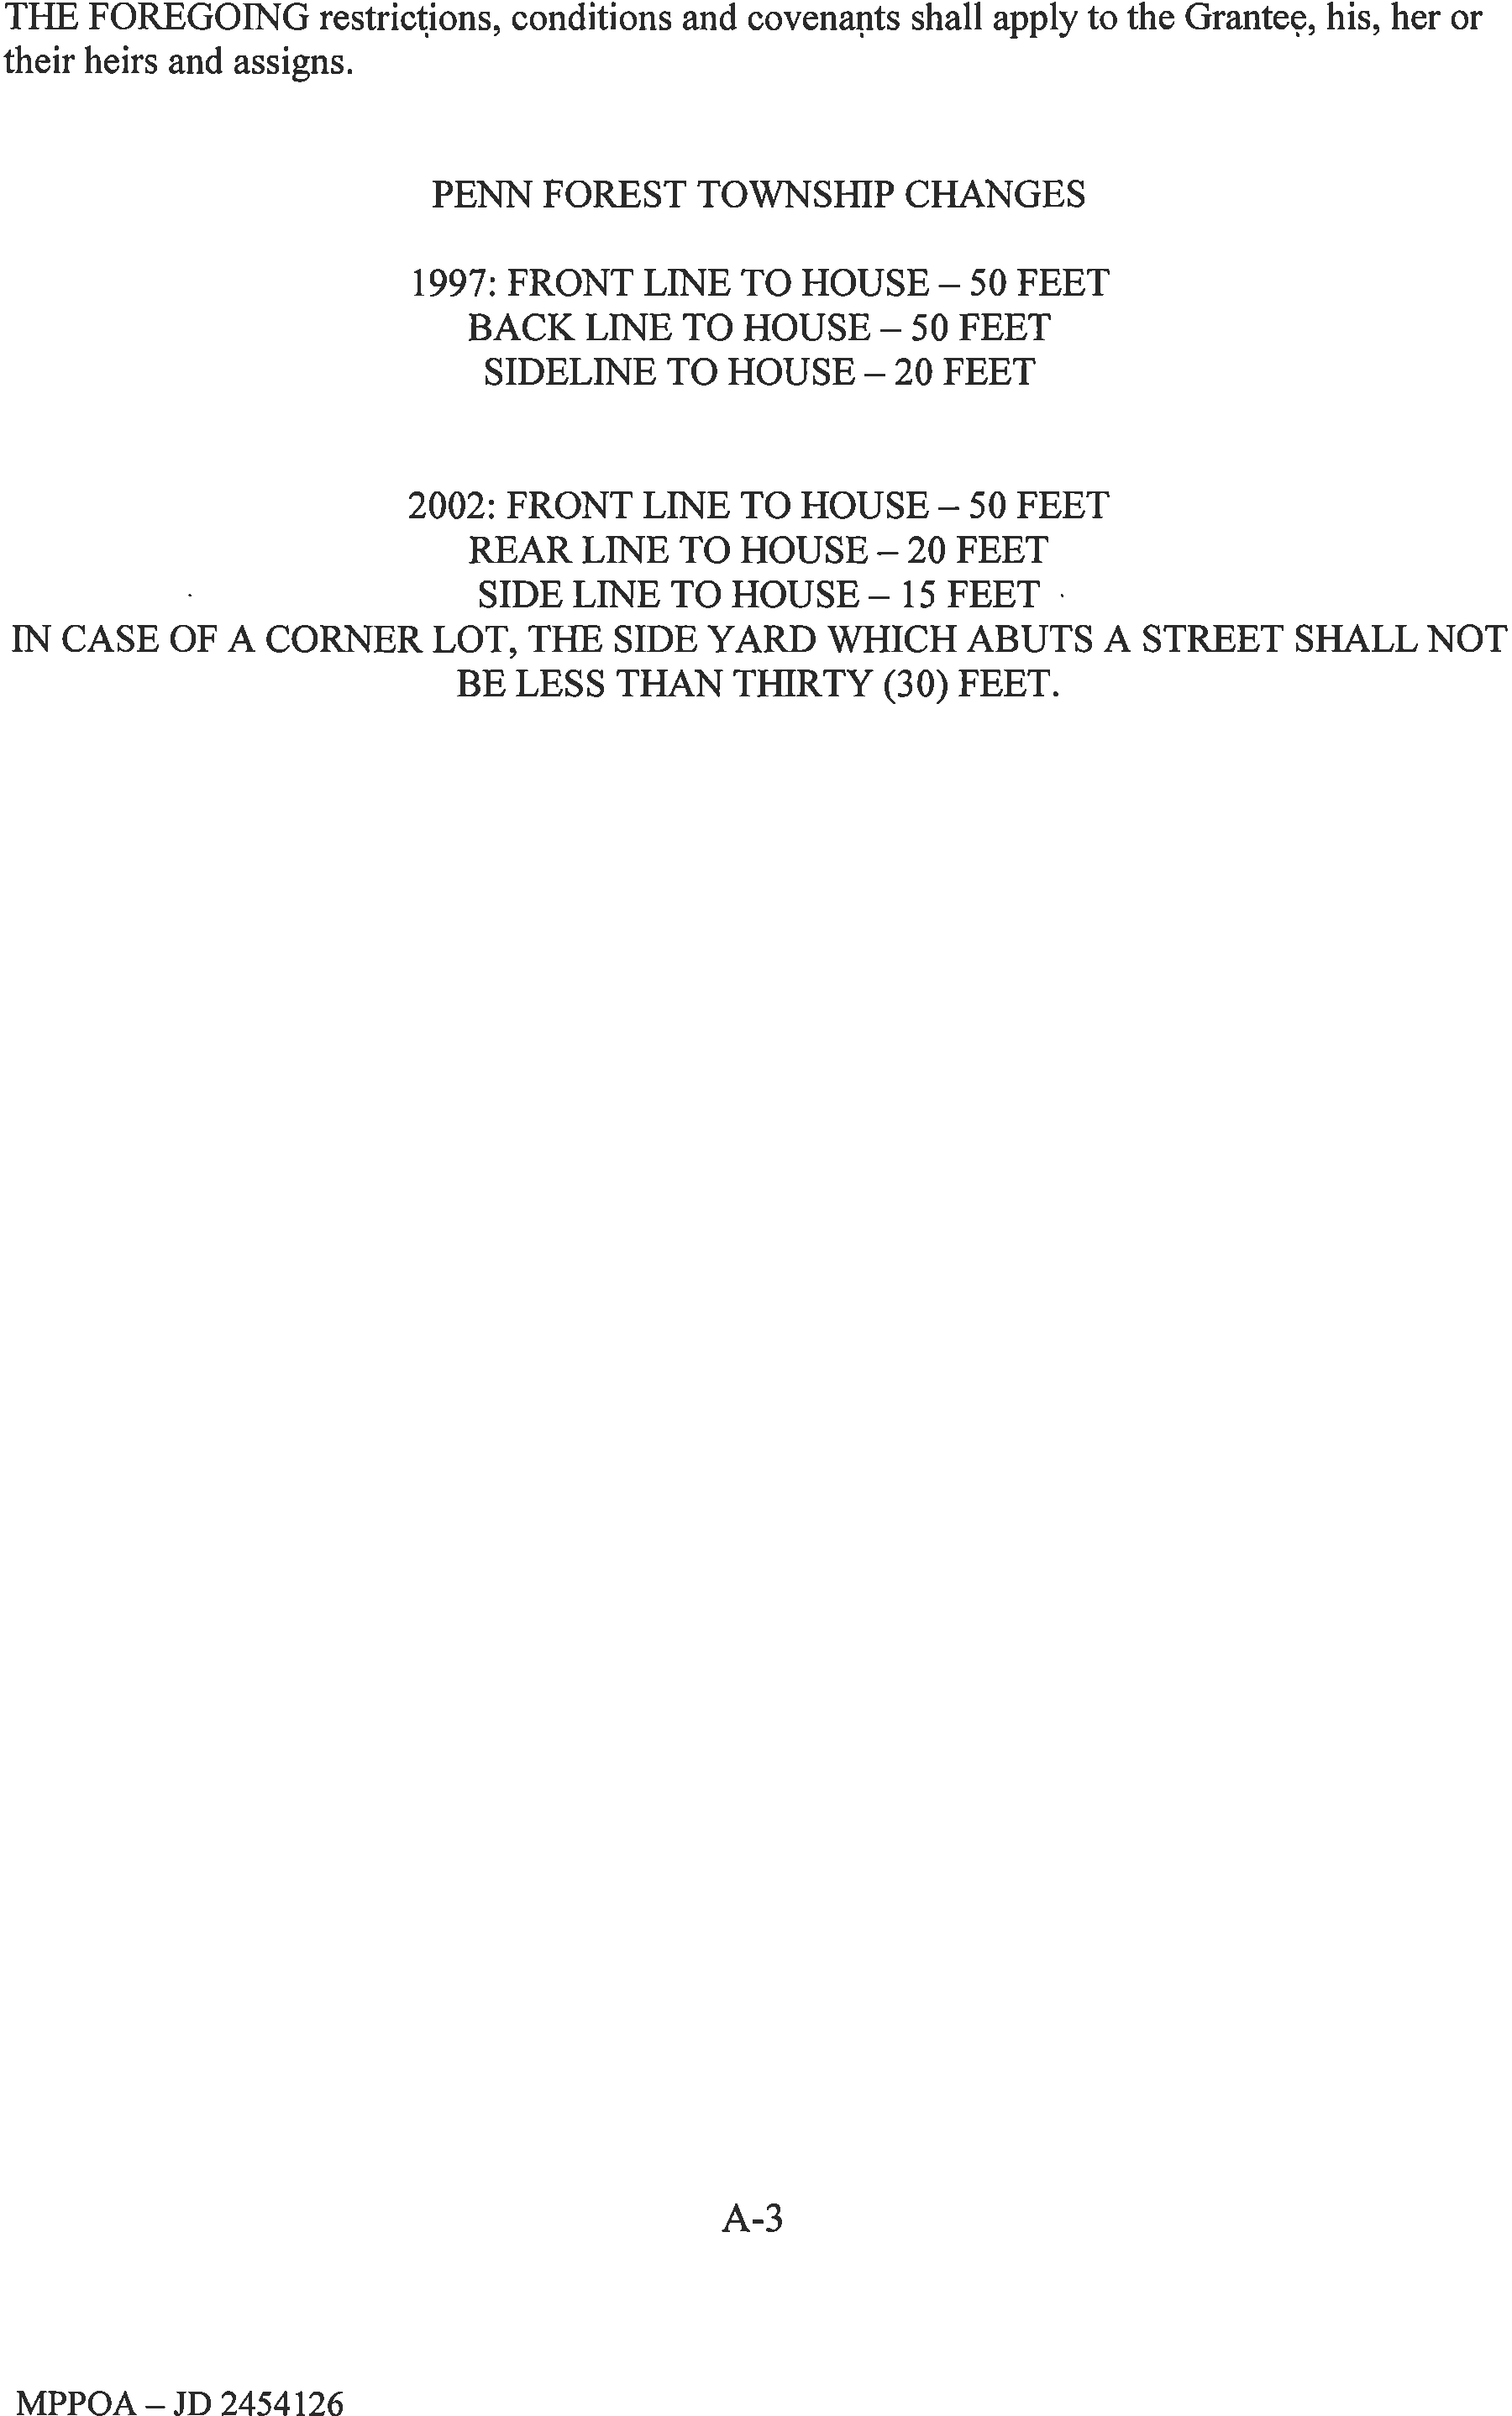 THE FOREGOING restrictions, conditions and covenants shall apply to the Grantee, his, her or
their heirs and assigns.
PENN FOREST TOWNSHIP CHANGES
1997: FRONT LINE TO HOUSE – 50 FEET
BACK LINE TO HOUSE – 50 FEET
SIDELINE TO HOUSE – 20 FEET
2002: FRONT LINE TO HOUSE – 50 FEET
REAR LINE TO HOUSE – 20 FEET
SIDE LINE TO HOUSE – 15 FEET
IN CASE OF A CORNER LOT, THE SIDE YARD WHICH ABUTS A STREET SHALL NOT
BE LESS THAN THIRTY (30) FEET.
A-3
MPPOA – JD 2454126